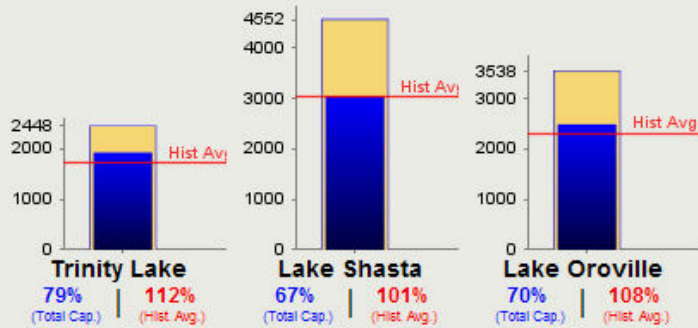 2448
2000
1000
0
Hist Avg
Trinity Lake
79% | 112%
(Total Cap.) (Hist. Avg.)
4552
4000
3000
2000
1000
0
Hist Avg
Lake Shasta
67% | 101%
(Total Cap.) (Hist. Avg.)
3538
3000
2000
1000
0
Hist Avg
Lake Oroville
70% | 108%
(Total Cap.) (Hist. Avg.)